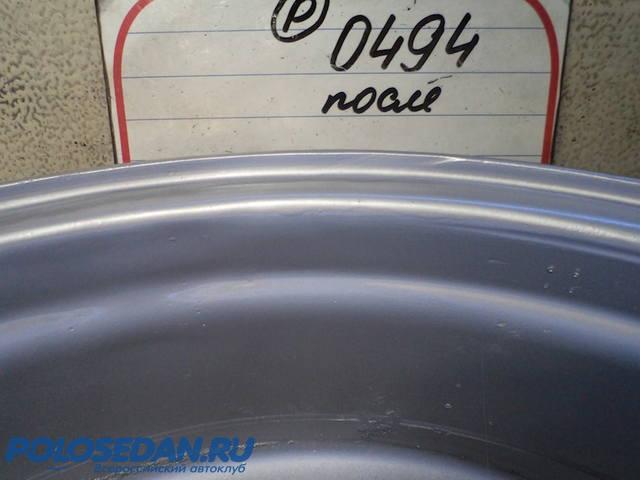 Р
0494
после
POLOSEDAN.RU
Всероссийский автоклуб